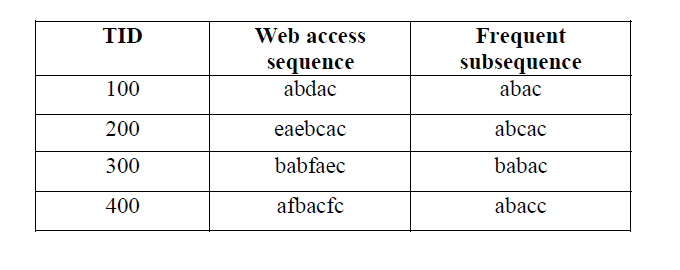 TID Web access sequence Frequent subsequence
100 abdac abac
200 eaebcac abcac
300 babfaec babac
400 afbacfc abacc